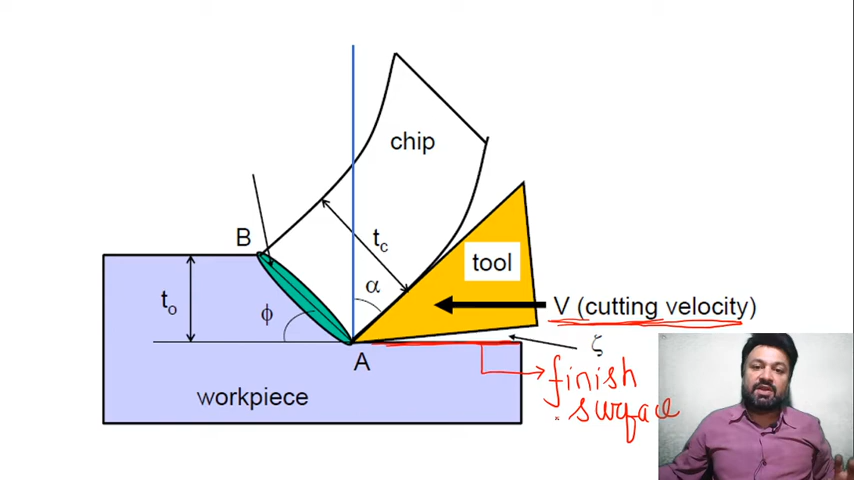 chip
B
t_c
tool
α
t_o
V (cutting velocity)
ϕ
ζ
A
finish
surface
workpiece